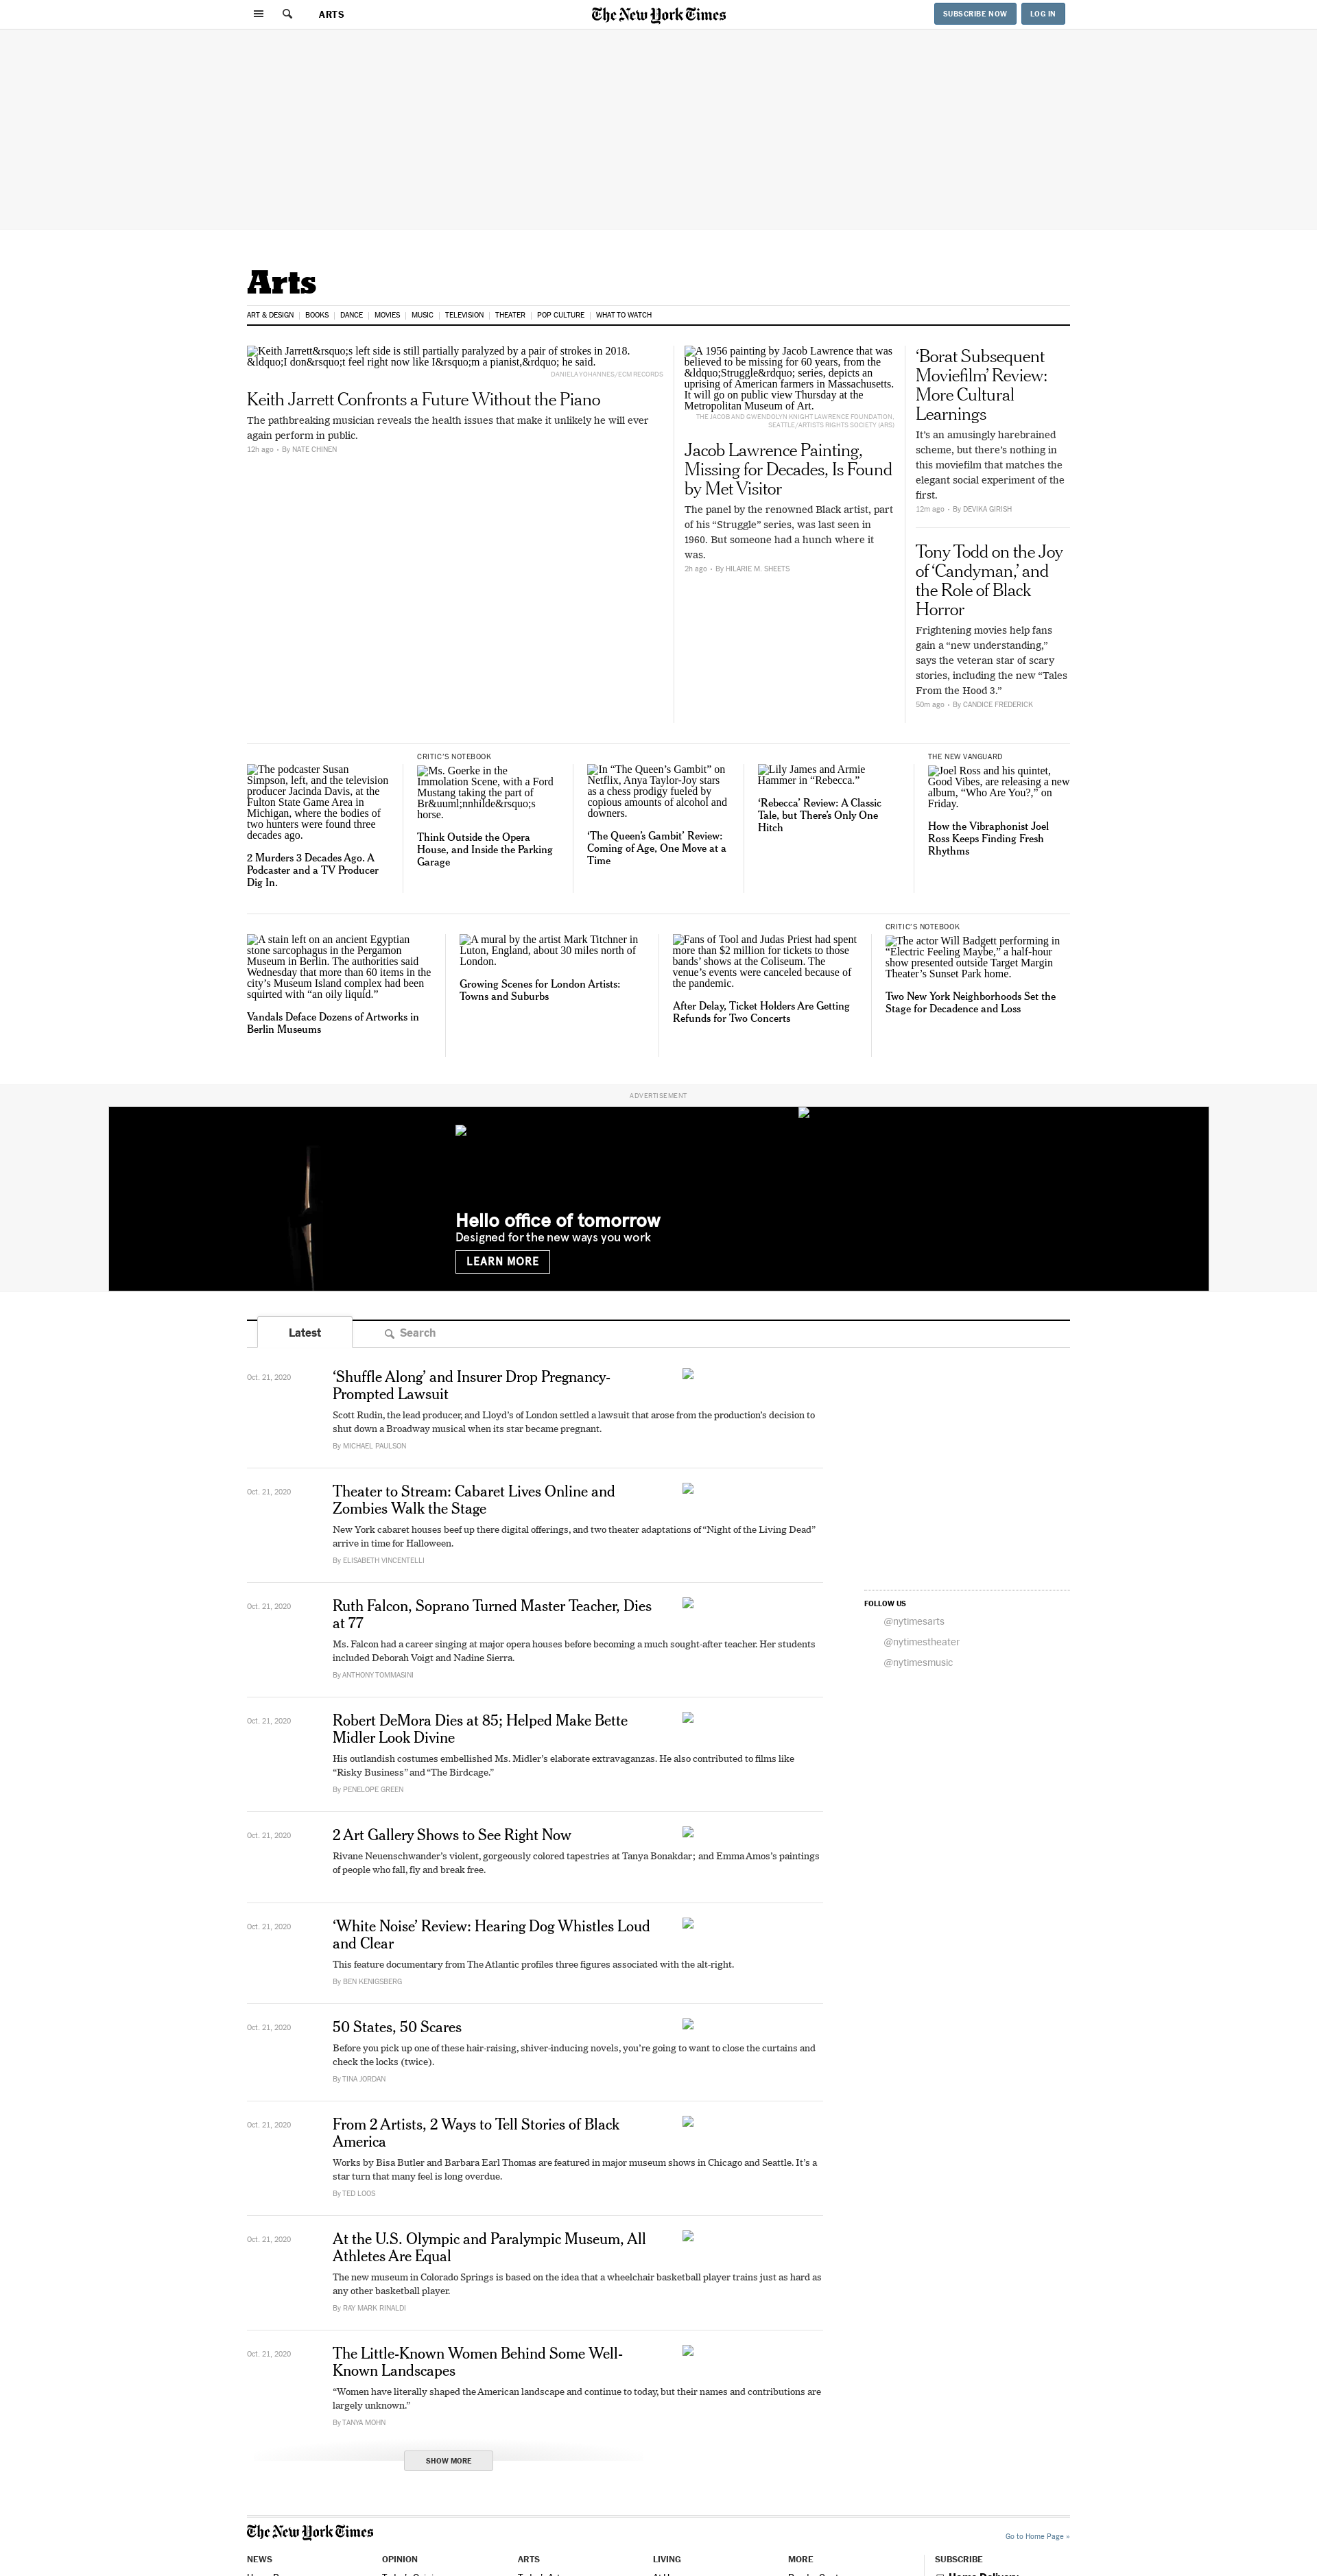 ARTS
The New York Times
SUBSCRIBE NOW
LOG IN
Arts
ART & DESIGN
BOOKS
DANCE
MOVIES
MUSIC
TELEVISION
THEATER
POP CULTURE
WHAT TO WATCH
Keith Jarrett&rsquo;s left side is still partially paralyzed by a pair of strokes in 2018.
&ldquo;I don&rsquo;t feel right now like I&rsquo;m a pianist,&rdquo; he said.
DANIELA YOHANNES/ECM RECORDS
Keith Jarrett Confronts a Future Without the Piano
The pathbreaking musician reveals the health issues that make it unlikely he will ever
again perform in public.
12h ago • By NATE CHINEN
A 1956 painting by Jacob Lawrence that was
believed to be missing for 60 years, from the
&ldquo;Struggle&rdquo; series, depicts an
uprising of American farmers in Massachusetts.
It will go on public view Thursday at the
Metropolitan Museum of Art.
THE JACOB AND GWENDOLYN KNIGHT LAWRENCE FOUNDATION,
SEATTLE/ARTISTS RIGHTS SOCIETY (ARS)
Jacob Lawrence Painting,
Missing for Decades, Is Found
by Met Visitor
The panel by the renowned Black artist, part
of his “Struggle” series, was last seen in
1960. But someone had a hunch where it
was.
2h ago • By HILARIE M. SHEETS
‘Borat Subsequent
Moviefilm’ Review:
More Cultural
Learnings
It’s an amusingly harebrained
scheme, but there’s nothing in
this moviefilm that matches the
elegant social experiment of the
first.
12m ago • By DEVIKA GIRISH
Tony Todd on the Joy
of ‘Candyman,’ and
the Role of Black
Horror
Frightening movies help fans
gain a “new understanding,”
says the veteran star of scary
stories, including the new “Tales
From the Hood 3.”
50m ago • By CANDICE FREDERICK
The podcaster Susan
Simpson, left, and the television
producer Jacinda Davis, at the
Fulton State Game Area in
Michigan, where the bodies of
two hunters were found three
decades ago.
2 Murders 3 Decades Ago. A
Podcaster and a TV Producer
Dig In.
CRITIC’S NOTEBOOK
Ms. Goerke in the
Immolation Scene, with a Ford
Mustang taking the part of
Br&uuml;nnhilde&rsquo;s
horse.
Think Outside the Opera
House, and Inside the Parking
Garage
In “The Queen’s Gambit” on
Netflix, Anya Taylor-Joy stars
as a chess prodigy fueled by
copious amounts of alcohol and
downers.
‘The Queen’s Gambit’ Review:
Coming of Age, One Move at a
Time
Lily James and Armie
Hammer in “Rebecca.”
‘Rebecca’ Review: A Classic
Tale, but There’s Only One
Hitch
THE NEW VANGUARD
Joel Ross and his quintet,
Good Vibes, are releasing a new
album, “Who Are You?,” on
Friday.
How the Vibraphonist Joel
Ross Keeps Finding Fresh
Rhythms
A stain left on an ancient Egyptian
stone sarcophagus in the Pergamon
Museum in Berlin. The authorities said
Wednesday that more than 60 items in the
city’s Museum Island complex had been
squirted with “an oily liquid.”
Vandals Deface Dozens of Artworks in
Berlin Museums
A mural by the artist Mark Titchner in
Luton, England, about 30 miles north of
London.
Growing Scenes for London Artists:
Towns and Suburbs
Fans of Tool and Judas Priest had spent
more than $2 million for tickets to those
bands’ shows at the Coliseum. The
venue’s events were canceled because of
the pandemic.
After Delay, Ticket Holders Are Getting
Refunds for Two Concerts
CRITIC’S NOTEBOOK
The actor Will Badgett performing in
“Electric Feeling Maybe,” a half-hour
show presented outside Target Margin
Theater’s Sunset Park home.
Two New York Neighborhoods Set the
Stage for Decadence and Loss
ADVERTISEMENT
Hello office of tomorrow
Designed for the new ways you work
LEARN MORE
Latest
Search
Oct. 21, 2020
‘Shuffle Along’ and Insurer Drop Pregnancy-
Prompted Lawsuit
Scott Rudin, the lead producer, and Lloyd’s of London settled a lawsuit that arose from the production’s decision to
shut down a Broadway musical when its star became pregnant.
By MICHAEL PAULSON
Oct. 21, 2020
Theater to Stream: Cabaret Lives Online and
Zombies Walk the Stage
New York cabaret houses beef up there digital offerings, and two theater adaptations of “Night of the Living Dead”
arrive in time for Halloween.
By ELISABETH VINCENTELLI
Oct. 21, 2020
Ruth Falcon, Soprano Turned Master Teacher, Dies
at 77
Ms. Falcon had a career singing at major opera houses before becoming a much sought-after teacher. Her students
included Deborah Voigt and Nadine Sierra.
By ANTHONY TOMMASINI
FOLLOW US
@nytimesarts
@nytimestheater
@nytimesmusic
Oct. 21, 2020
Robert DeMora Dies at 85; Helped Make Bette
Midler Look Divine
His outlandish costumes embellished Ms. Midler’s elaborate extravaganzas. He also contributed to films like
“Risky Business” and “The Birdcage.”
By PENELOPE GREEN
Oct. 21, 2020
2 Art Gallery Shows to See Right Now
Rivane Neuenschwander’s violent, gorgeously colored tapestries at Tanya Bonakdar; and Emma Amos’s paintings
of people who fall, fly and break free.
Oct. 21, 2020
‘White Noise’ Review: Hearing Dog Whistles Loud
and Clear
This feature documentary from The Atlantic profiles three figures associated with the alt-right.
By BEN KENIGSBERG
Oct. 21, 2020
50 States, 50 Scares
Before you pick up one of these hair-raising, shiver-inducing novels, you’re going to want to close the curtains and
check the locks (twice).
By TINA JORDAN
Oct. 21, 2020
From 2 Artists, 2 Ways to Tell Stories of Black
America
Works by Bisa Butler and Barbara Earl Thomas are featured in major museum shows in Chicago and Seattle. It’s a
star turn that many feel is long overdue.
By TED LOOS
Oct. 21, 2020
At the U.S. Olympic and Paralympic Museum, All
Athletes Are Equal
The new museum in Colorado Springs is based on the idea that a wheelchair basketball player trains just as hard as
any other basketball player.
By RAY MARK RINALDI
Oct. 21, 2020
The Little-Known Women Behind Some Well-
Known Landscapes
“Women have literally shaped the American landscape and continue to today, but their names and contributions are
largely unknown.”
By TANYA MOHN
SHOW MORE
The New York Times
Go to Home Page »
NEWS
OPINION
ARTS
LIVING
MORE
SUBSCRIBE